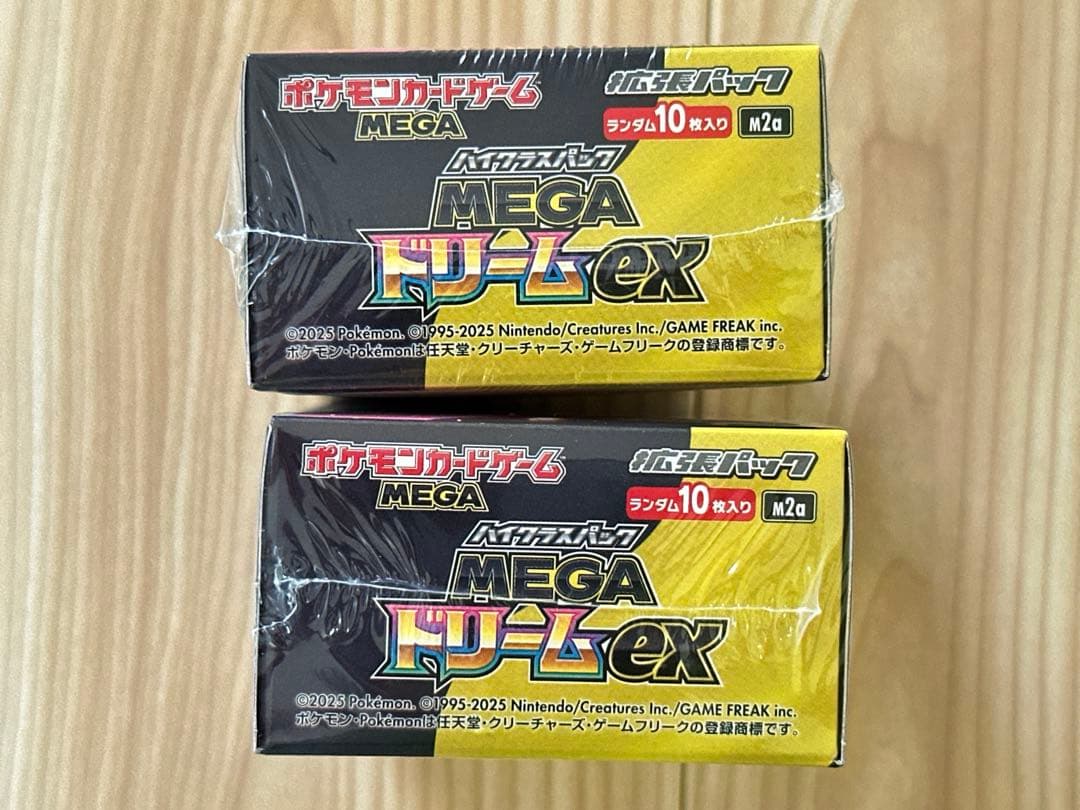 ポケモンカードゲーム
MEGA
拡張パック
ランダム10枚入り M2a
ハイクラスパック
MEGA
ドリームex
©2025 Pokémon. ©1995-2025 Nintendo/Creatures Inc./GAME FREAK inc.
ポケモン・Pokémonは任天堂・クリーチャーズ・ゲームフリークの登録商標です。
ポケモンカードゲーム
MEGA
拡張パック
ランダム10枚入り M2a
ハイクラスパック
MEGA
ドリームex
©2025 Pokémon. ©1995-2025 Nintendo/Creatures Inc./GAME FREAK inc.
ポケモン・Pokémonは任天堂・クリーチャーズ・ゲームフリークの登録商標です。